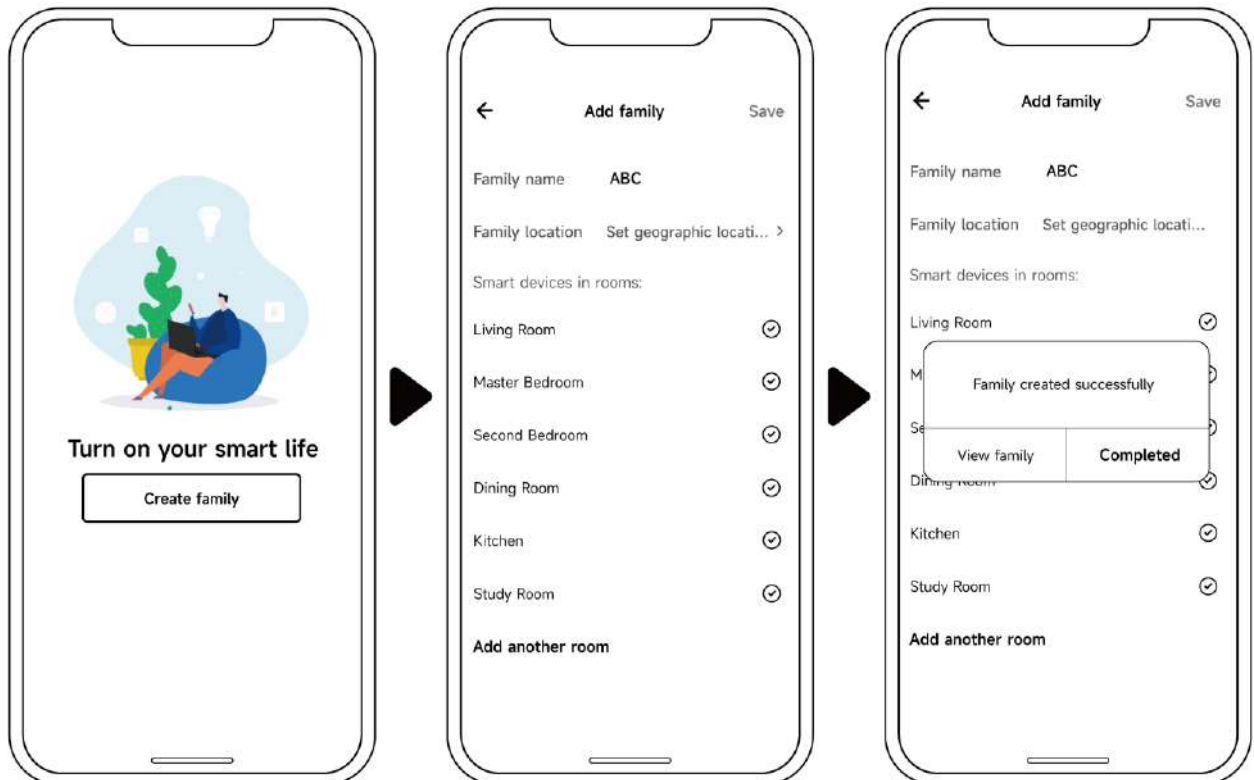 Turn on your smart life
Create family
Add family
Save
Family name
ABC
Family location
Set geographic locati...
Smart devices in rooms:
Living Room
Master Bedroom
Second Bedroom
Dining Room
Kitchen
Study Room
Add another room
Add family
Save
Family name
ABC
Family location
Set geographic locati...
Smart devices in rooms:
Living Room
M
Family created successfully
Se
View family
Completed
Dining Room
Kitchen
Study Room
Add another room